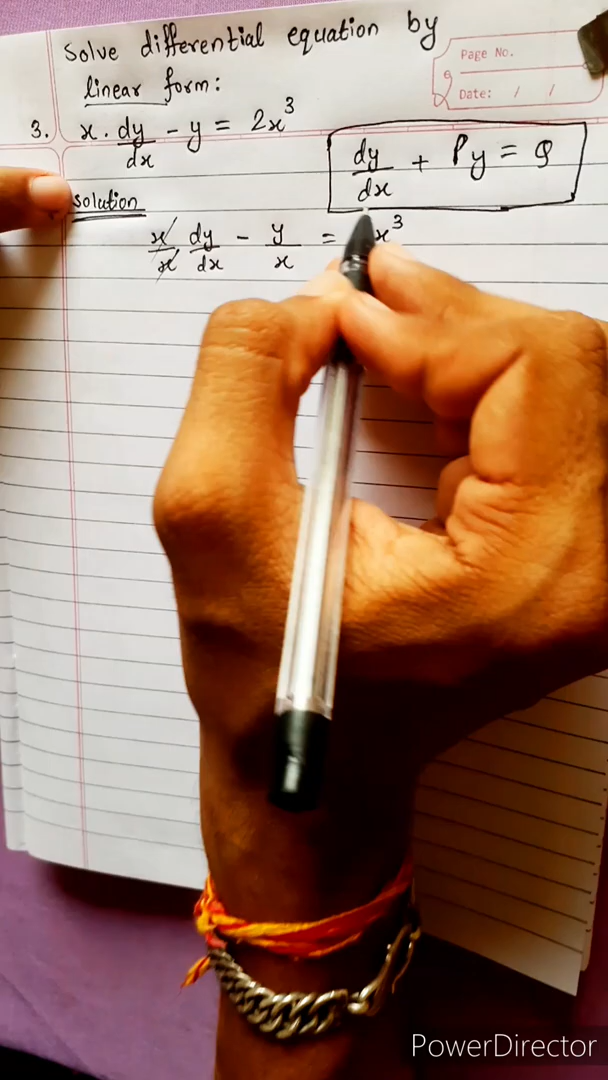 Solve differential equation by
linear form:
Page No.
Date: / /
3. x. dy/dx - y = 2x³
dy/dx + Py = Q
solution
x/x dy/dx - y/x = x³
PowerDirector